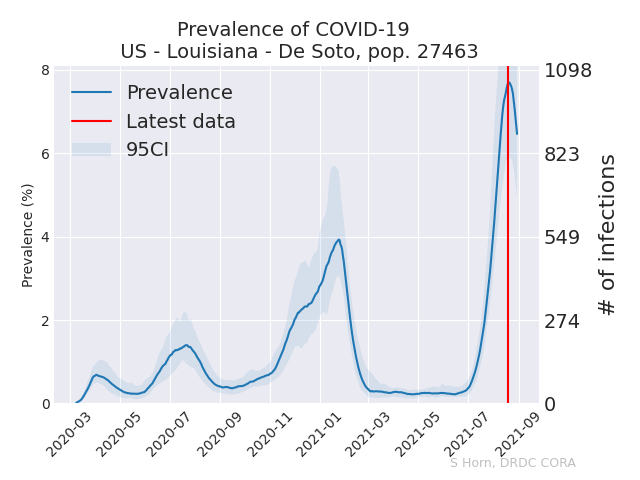 Prevalence of COVID-19
US - Louisiana - De Soto, pop. 27463
Prevalence
Latest data
95CI
Prevalence (%)
8
6
4
2
0
1098
823
549
274
0
# of infections
2020-03
2020-05
2020-07
2020-09
2020-11
2021-01
2021-03
2021-05
2021-07
2021-09
S Horn, DRDC CORA